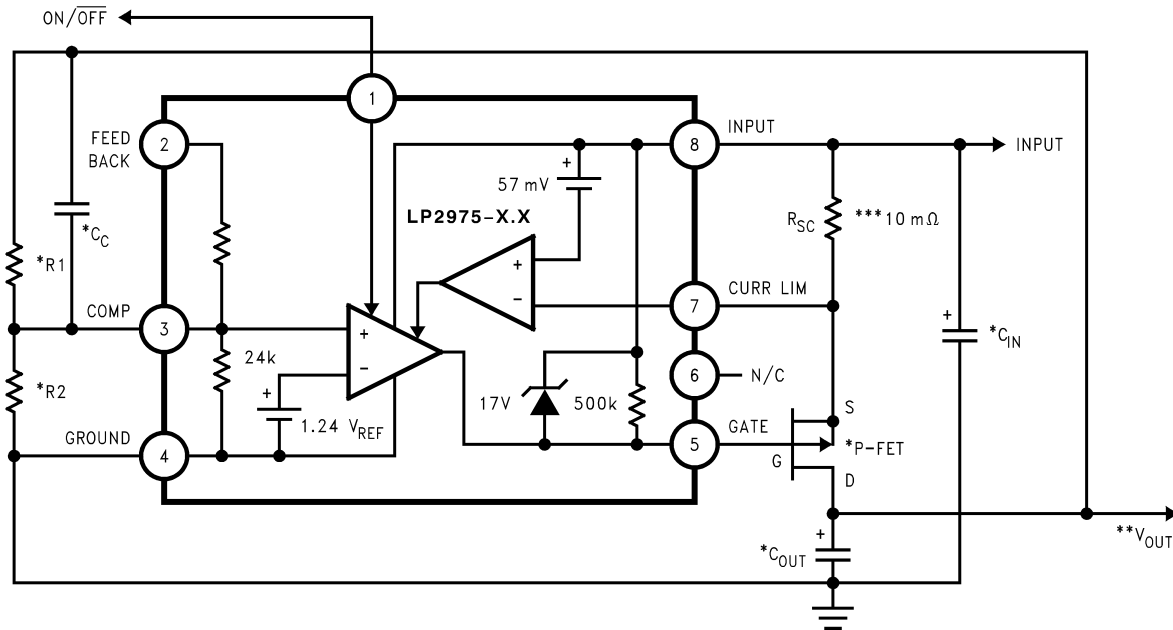 ON/OFF
1
FEED
BACK
2
8
INPUT
INPUT
+
57 mV
LP2975-X.X
RSC
***10 mΩ
*CC
*R1
+
-
CURR LIM
7
COMP
3
+
*CIN
24k
+
-
6
N/C
*R2
+
1.24 VREF
17V
500k
S
GROUND
4
GATE
5
G
*P-FET
D
+
*COUT
**VOUT